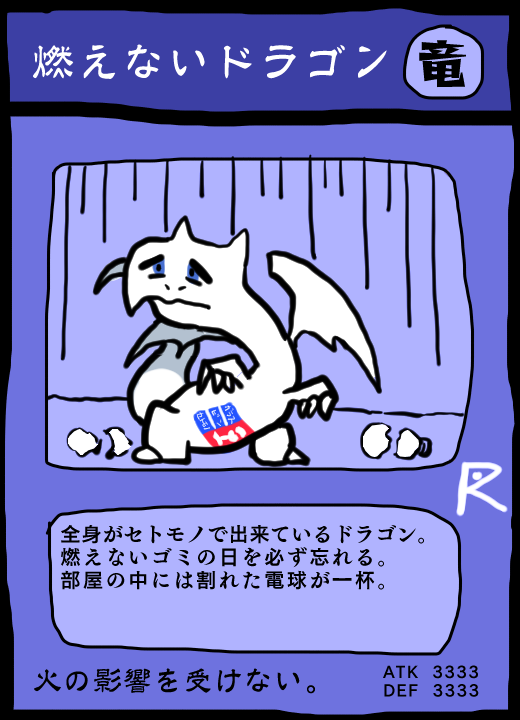 燃えないドラゴン
竜
全身がセトモノで出来ているドラゴン。
燃えないゴミの日を必ず忘れる。
部屋の中には割れた電球が一杯。
R
火の影響を受けない。
ATK 3333
DEF 3333